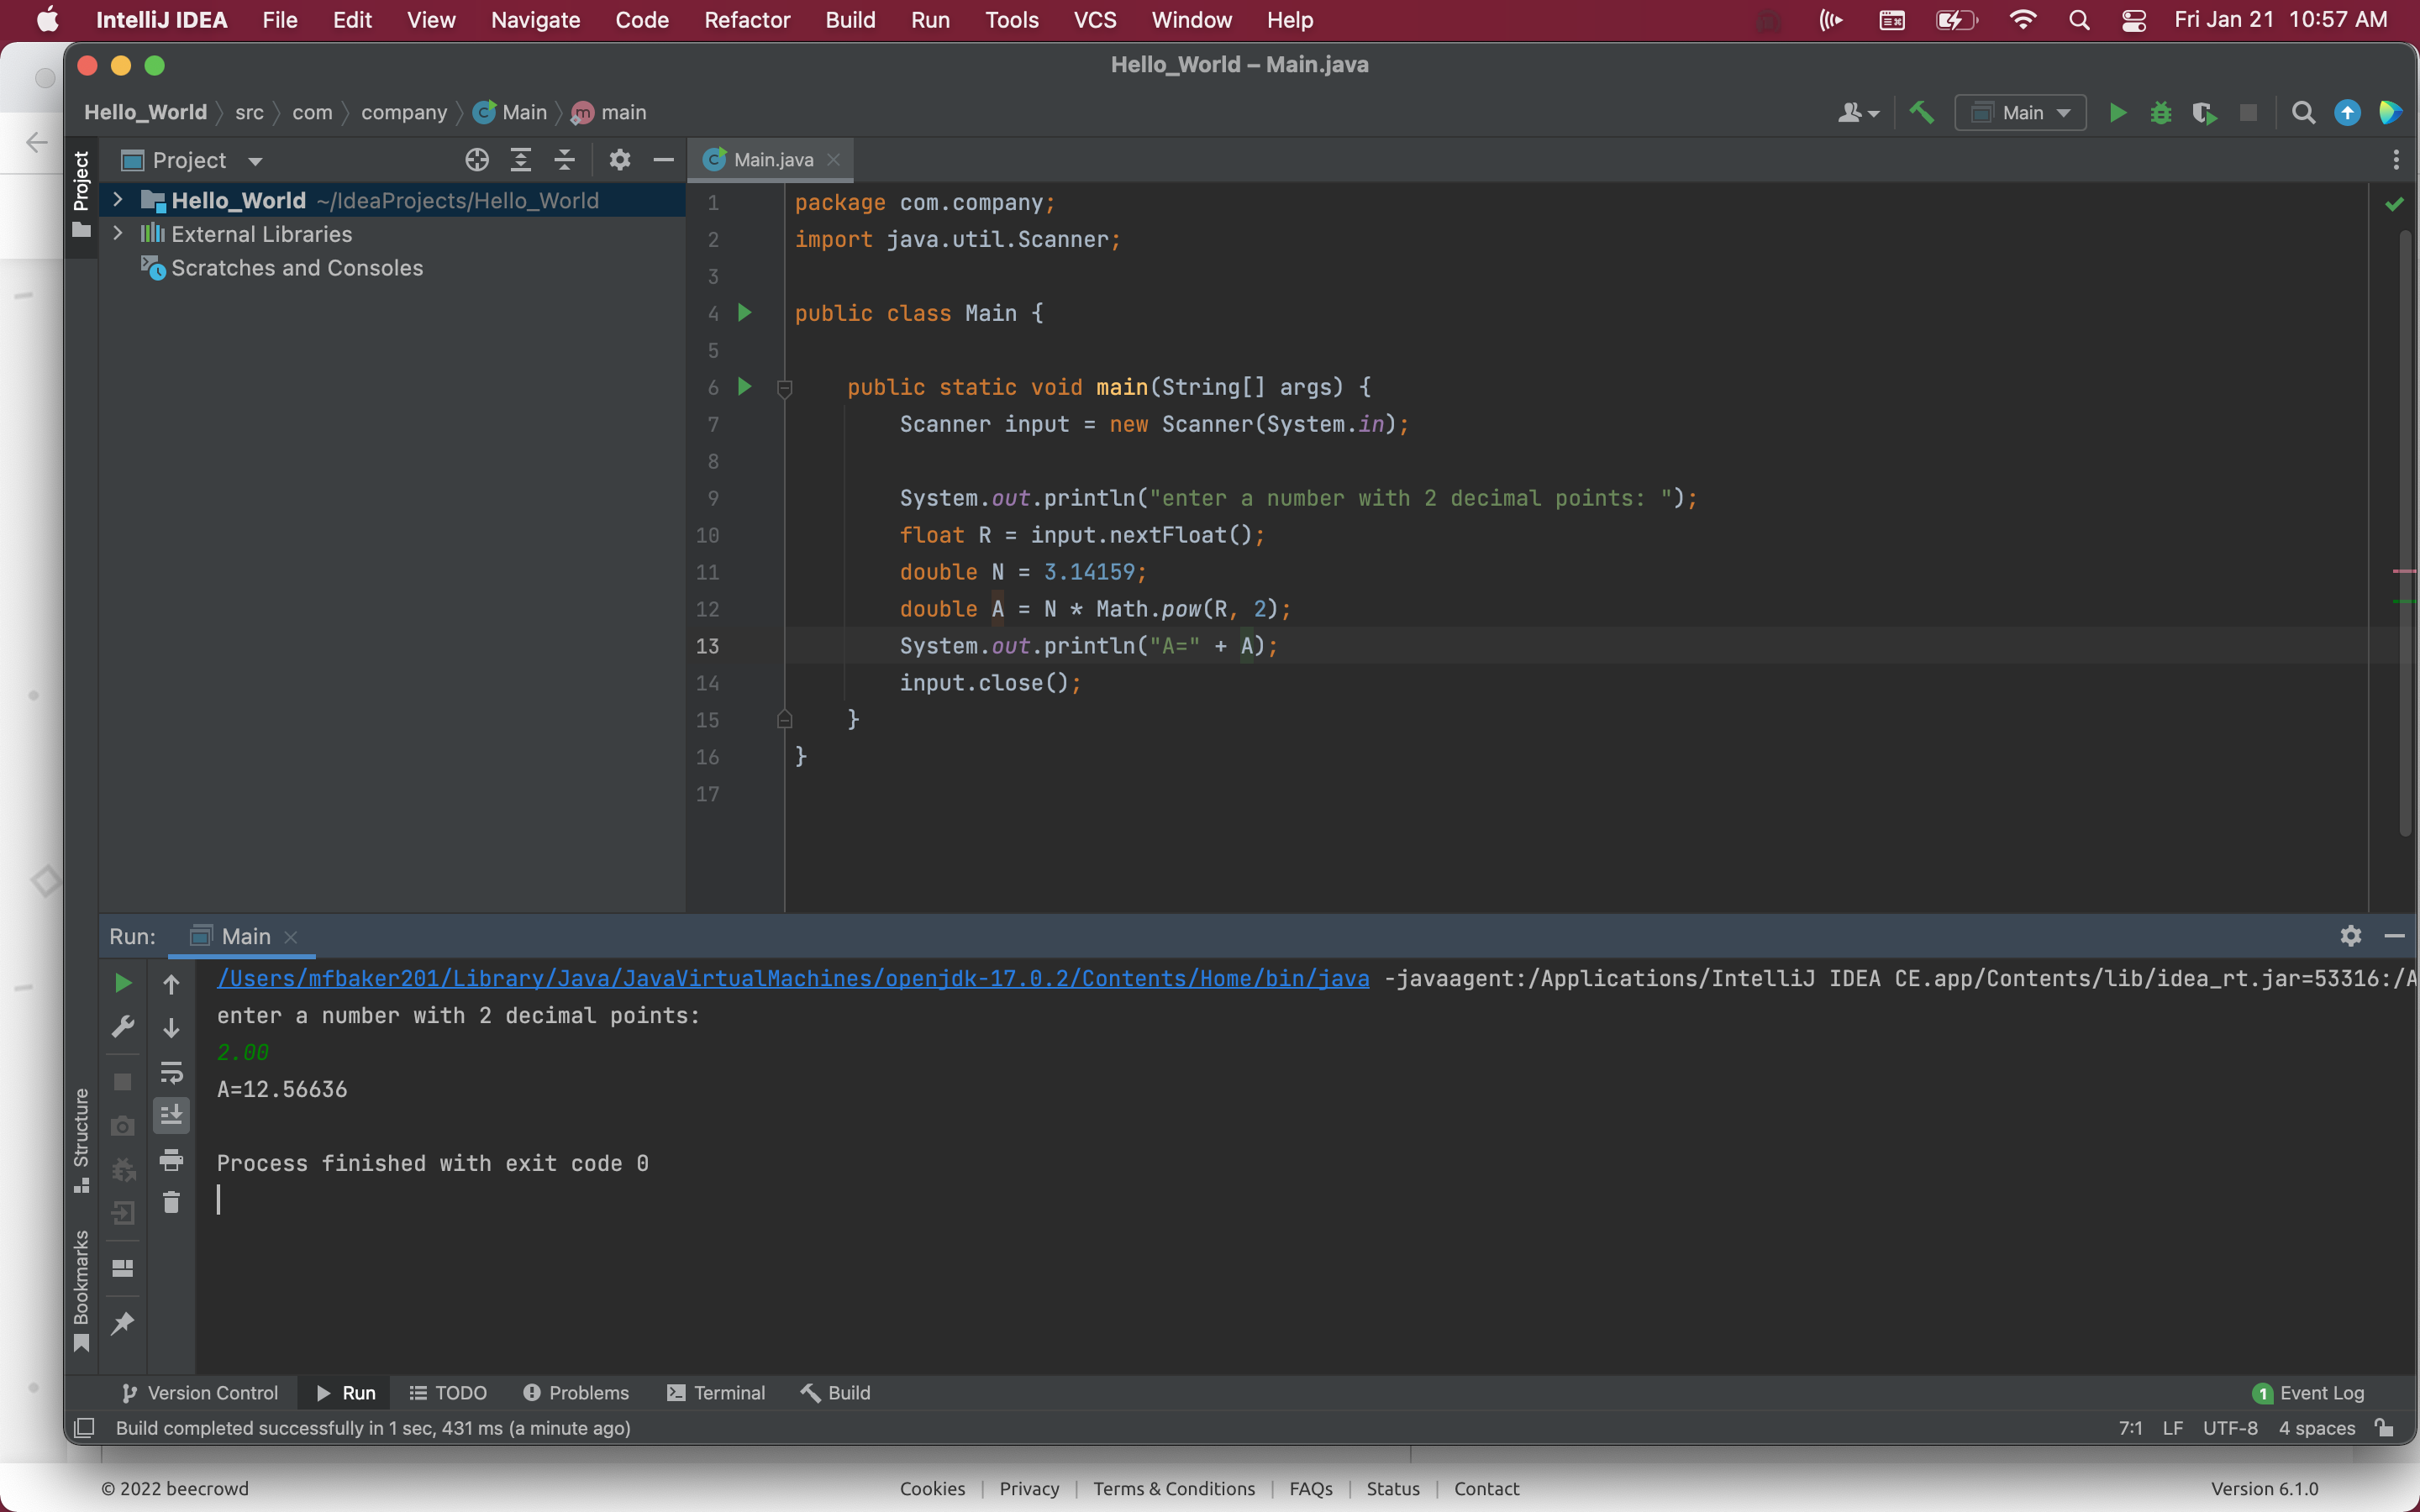 IntelliJ IDEA File Edit View Navigate Code Refactor Build Run Tools VCS Window Help Fri Jan 21 10:57 AM
Hello_World – Main.java
Hello_World src com company Main main
Main
Project
Project
Main.java
Hello_World ~/IdeaProjects/Hello_World
External Libraries
Scratches and Consoles
1 package com.company;
2 import java.util.Scanner;
3
4 public class Main {
5
6 public static void main(String[] args) {
7 Scanner input = new Scanner(System.in);
8
9 System.out.println("enter a number with 2 decimal points: ");
10 float R = input.nextFloat();
11 double N = 3.14159;
12 double A = N * Math.pow(R, 2);
13 System.out.println("A=" + A);
14 input.close();
15 }
16 }
17
Run: Main
/Users/mfbaker201/Library/Java/JavaVirtualMachines/openjdk-17.0.2/Contents/Home/bin/java -javaagent:/Applications/IntelliJ IDEA CE.app/Contents/lib/idea_rt.jar=53316:/A
enter a number with 2 decimal points:
2.00
A=12.56636
Process finished with exit code 0
Structure
Bookmarks
Version Control Run TODO Problems Terminal Build 1 Event Log
Build completed successfully in 1 sec, 431 ms (a minute ago) 7:1 LF UTF-8 4 spaces
© 2022 beecrowd Cookies | Privacy | Terms & Conditions | FAQs | Status | Contact Version 6.1.0